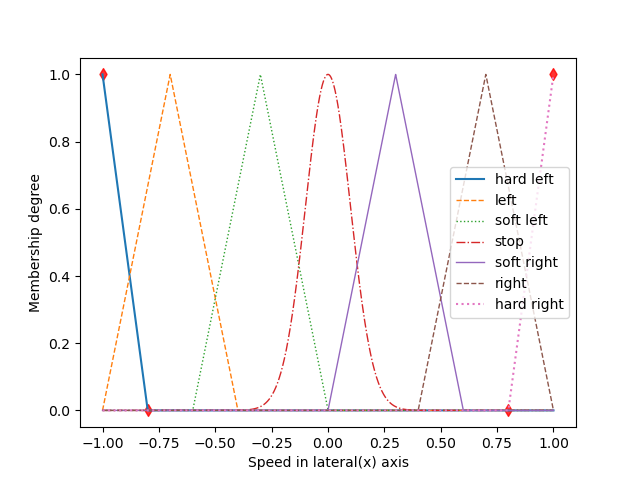 1.0
0.8
0.6
0.4
0.2
0.0
Membership degree
−1.00 −0.75 −0.50 −0.25 0.00 0.25 0.50 0.75 1.00
Speed in lateral(x) axis
hard left
left
soft left
stop
soft right
right
hard right